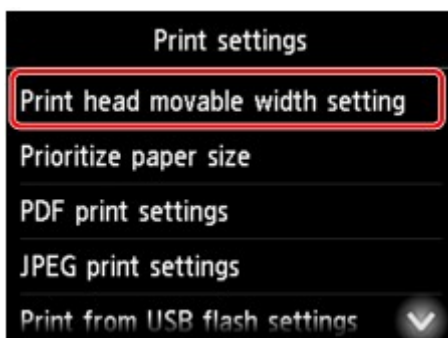 Print settings
Print head movable width setting
Prioritize paper size
PDF print settings
JPEG print settings
Print from USB flash settings